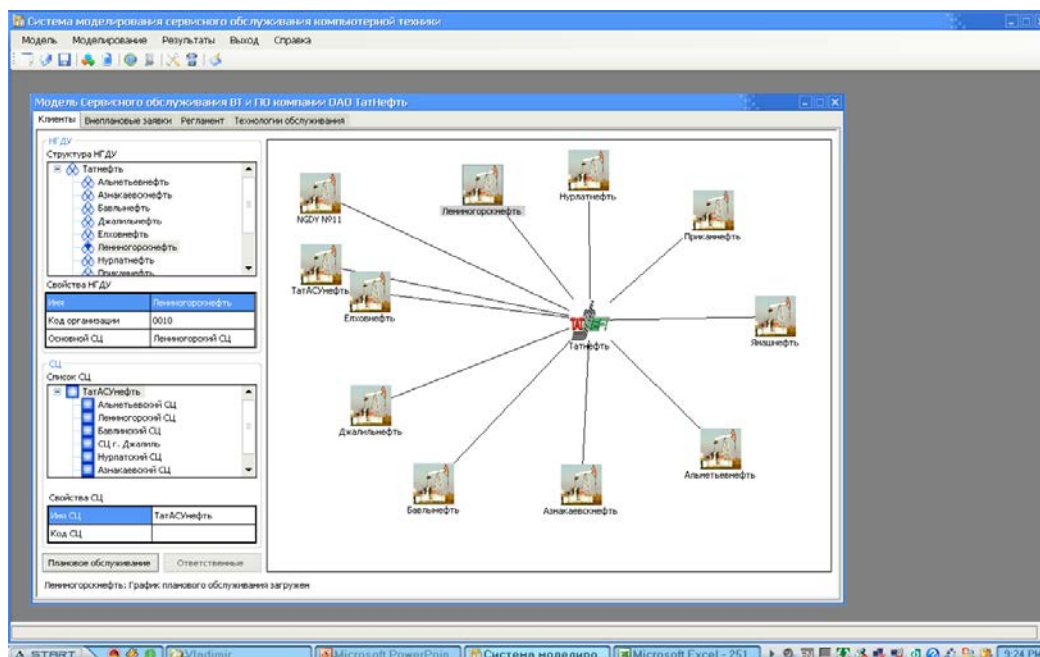 Система моделирования сервисного обслуживания компьютерной техники
Модель Моделирование Результаты Выход Справка
Модель Сервисного обслуживания ВТ и ПО компании ОАО ТатНефть
Клиенты Внеплановые заявки Регламент Технологии обслуживания
НГДУ
Структура НГДУ
Татнефть
Альметьевнефть
Азнакаевскнефть
Бавлынефть
Джалильнефть
Елховнефть
Лениногорскнефть
Нурлатнефть
Прикамнефть
Свойства НГДУ
Имя Лениногорскнефть
Код организации 0010
Основной СЦ Лениногорский СЦ
СЦ
Список СЦ
ТатАСУнефть
Альметьевский СЦ
Лениногорский СЦ
Бавлинский СЦ
СЦ г. Джалиль
Нурлатский СЦ
Азнакаевский СЦ
Свойства СЦ
Имя СЦ ТатАСУнефть
Код СЦ
Плановое обслуживание Ответственные
Лениногорскнефть: График планового обслуживания загружен
NGDY №11
Лениногорскнефть
Нурлатнефть
Прикамнефть
ТатАСУнефть
Елховнефть
Татнефть
Ямашнефть
Джалильнефть
Бавлынефть
Азнакаевскнефть
Альметьевнефть
START Vladimir Microsoft PowerPoin Система моделиро Microsoft Excel - 251 9:24 PM